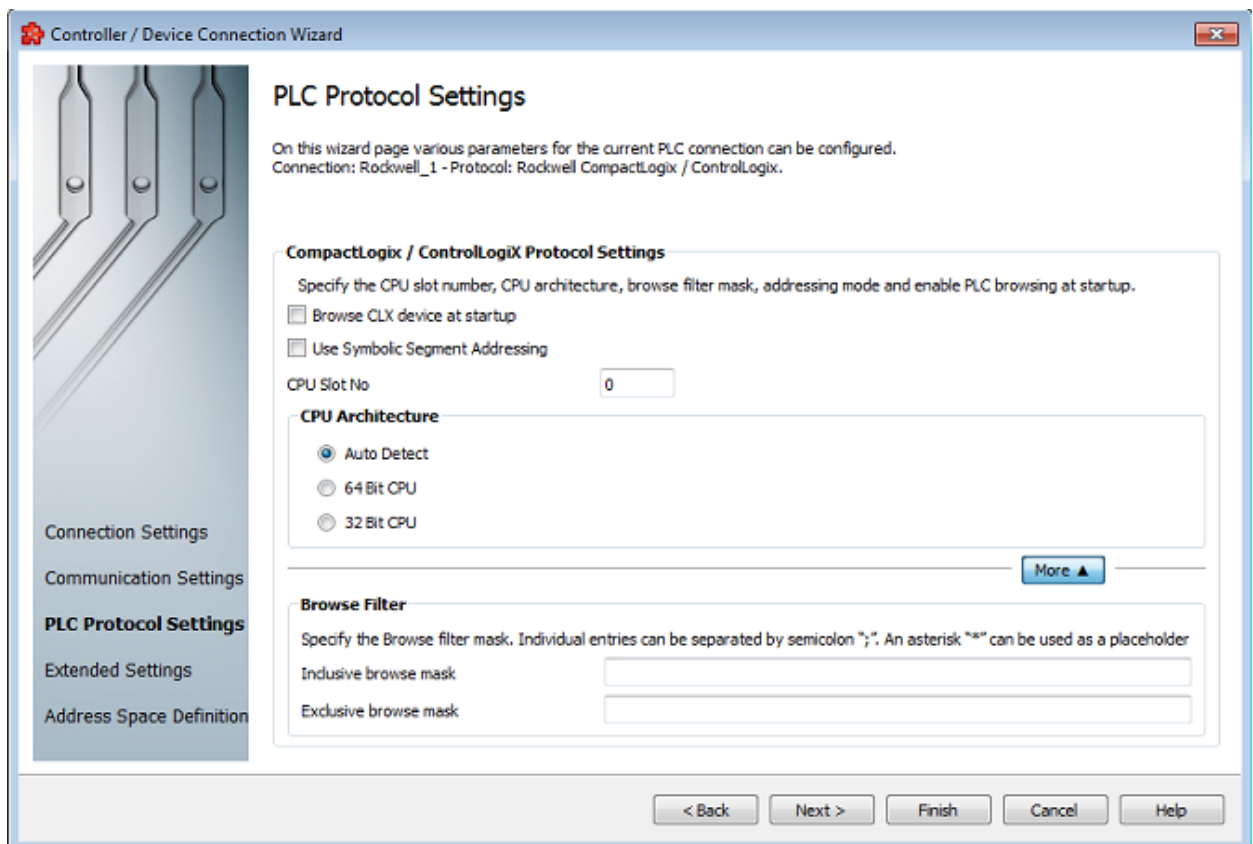 Controller / Device Connection Wizard
PLC Protocol Settings
On this wizard page various parameters for the current PLC connection can be configured.
Connection: Rockwell_1 - Protocol: Rockwell CompactLogix / ControlLogix.
CompactLogix / ControlLogiX Protocol Settings
Specify the CPU slot number, CPU architecture, browse filter mask, addressing mode and enable PLC browsing at startup.
Browse CLX device at startup
Use Symbolic Segment Addressing
CPU Slot No 0
CPU Architecture
Auto Detect
64 Bit CPU
32 Bit CPU
More ▲
Browse Filter
Specify the Browse filter mask. Individual entries can be separated by semicolon ";". An asterisk "*" can be used as a placeholder
Inclusive browse mask
Exclusive browse mask
Connection Settings
Communication Settings
PLC Protocol Settings
Extended Settings
Address Space Definition
< Back Next > Finish Cancel Help